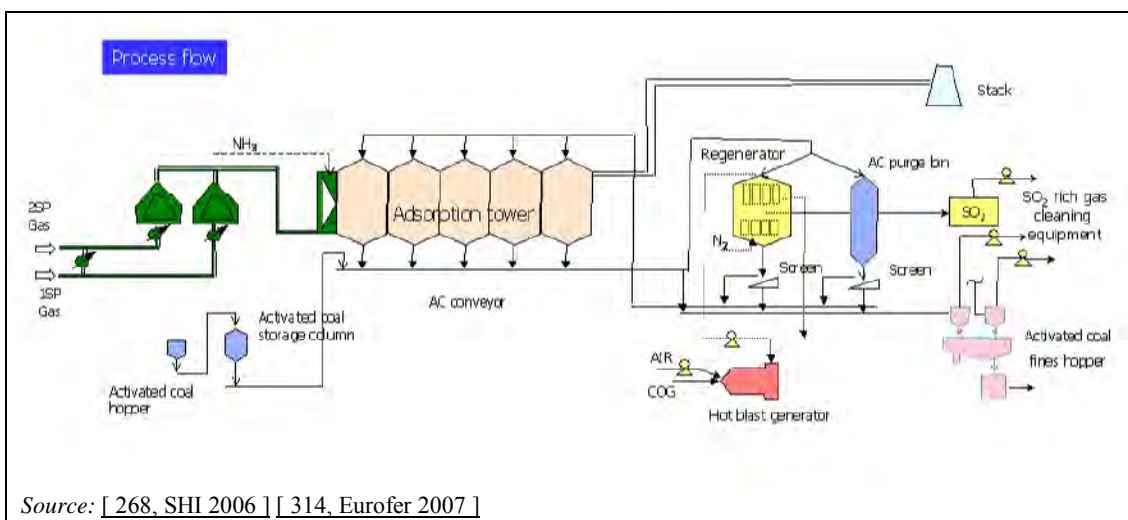 Process flow
Stack
NH₃
Regenerator
AC purge bin
Adsorption tower
2SP
Gas
1SP
Gas
SO₂ rich gas
cleaning
equipment
N₂
Screen
Screen
AC conveyor
Activated coal
storage column
Activated coal
hopper
Activated coal
fines hopper
AIR
COG
Hot blast generator
Source: [ 268, SHI 2006 ] [ 314, Eurofer 2007 ]